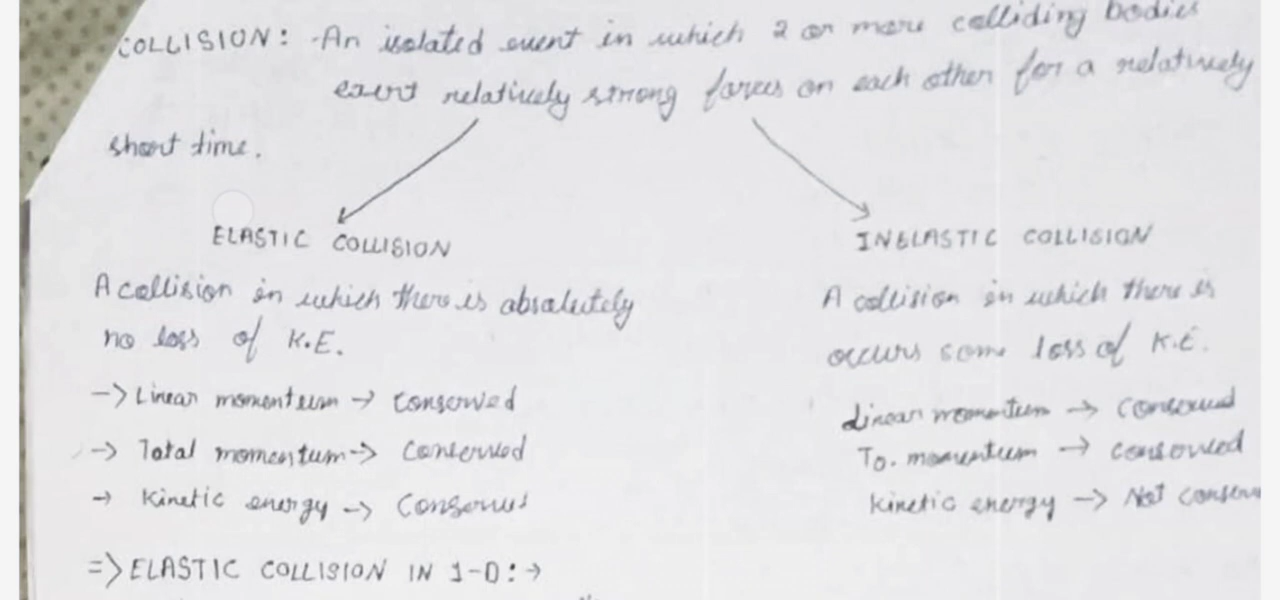 COLLISION: An isolated event in which 2 or more colliding bodies
exert relatively strong forces on each other for a relatively
short time.
ELASTIC COLLISION
INELASTIC COLLISION
A collision in which there is absolutely
no loss of K.E.
-> Linear momentum -> Conserved
-> Total momentum -> Conserved
-> Kinetic energy ->
A collision in which there is
occurs some loss of K.E.
Linear momentum -> Conserved
To. momentum -> conserved
kinetic energy -> Not conserv
=> ELASTIC COLLISION IN 1-D: ->